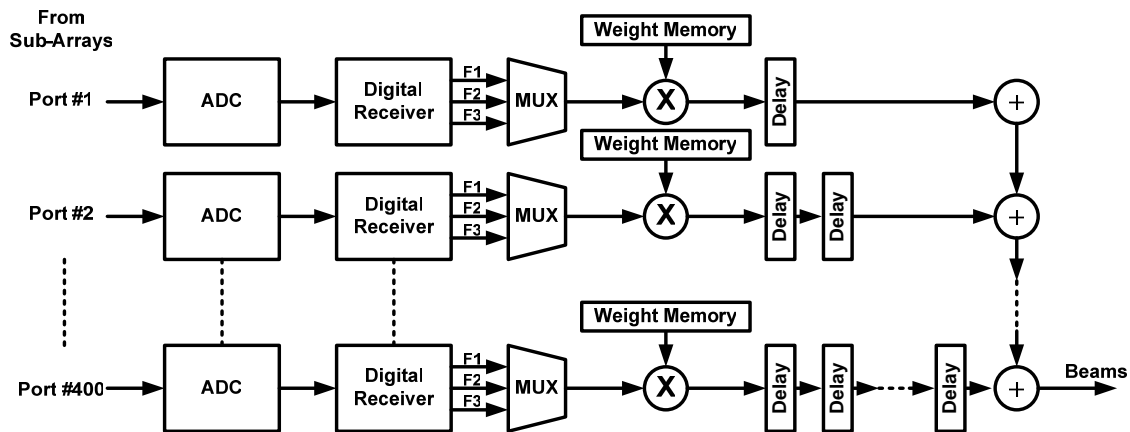 From
Sub-Arrays
Weight Memory
Port #1
ADC
Digital
Receiver
F1
F2
F3
MUX
X
Delay
+
Weight Memory
Port #2
ADC
Digital
Receiver
F1
F2
F3
MUX
X
Delay
Delay
+
Weight Memory
Port #400
ADC
Digital
Receiver
F1
F2
F3
MUX
X
Delay
Delay
Delay
+
Beams